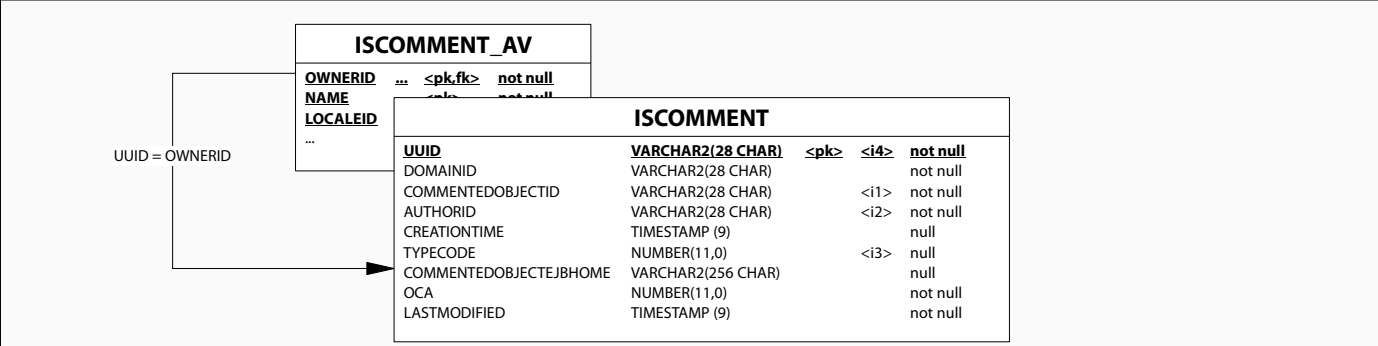 ISCOMMENT_AV
OWNERID ... <pk,fk> not null
NAME <pk> not null
LOCALEID
...
UUID = OWNERID
ISCOMMENT
UUID VARCHAR2(28 CHAR) <pk> <i4> not null
DOMAINID VARCHAR2(28 CHAR) not null
COMMENTEDOBJECTID VARCHAR2(28 CHAR) <i1> not null
AUTHORID VARCHAR2(28 CHAR) <i2> not null
CREATIONTIME TIMESTAMP (9) null
TYPECODE NUMBER(11,0) <i3> null
COMMENTEDOBJECTEJBHOME VARCHAR2(256 CHAR) null
OCA NUMBER(11,0) not null
LASTMODIFIED TIMESTAMP (9) not null